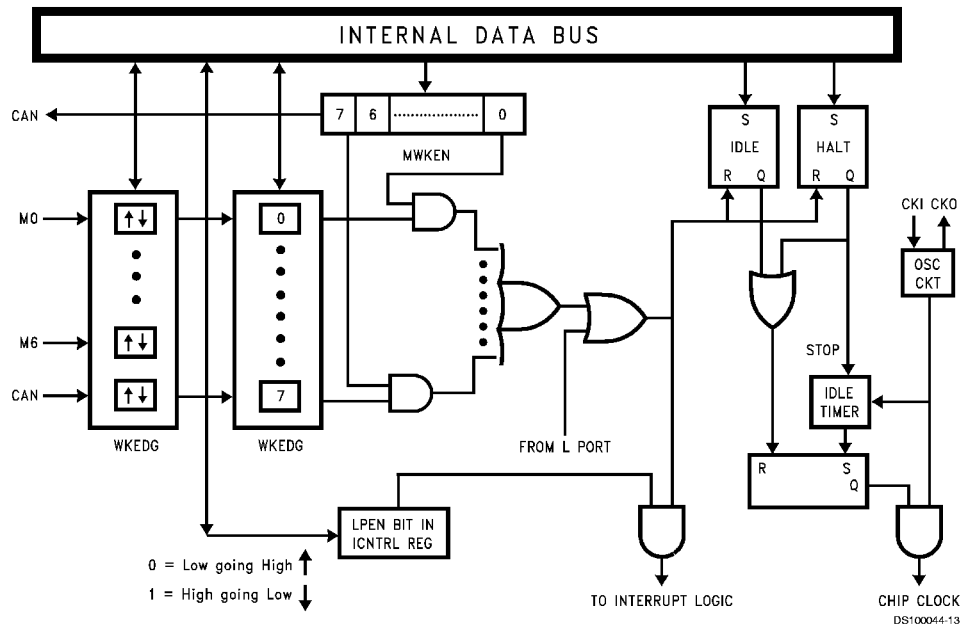 INTERNAL DATA BUS
CAN
7 6 0
MWKEN
S
IDLE
R Q
S
HALT
R Q
CKI CKO
OSC
CKT
M0
↑↓
0
M6
↑↓
CAN
↑↓
7
WKEDG
WKEDG
FROM L PORT
STOP
IDLE
TIMER
R S
Q
LPEN BIT IN
ICNTRL REG
0 = Low going High ↑
1 = High going Low ↓
TO INTERRUPT LOGIC
CHIP CLOCK
DS100044-13